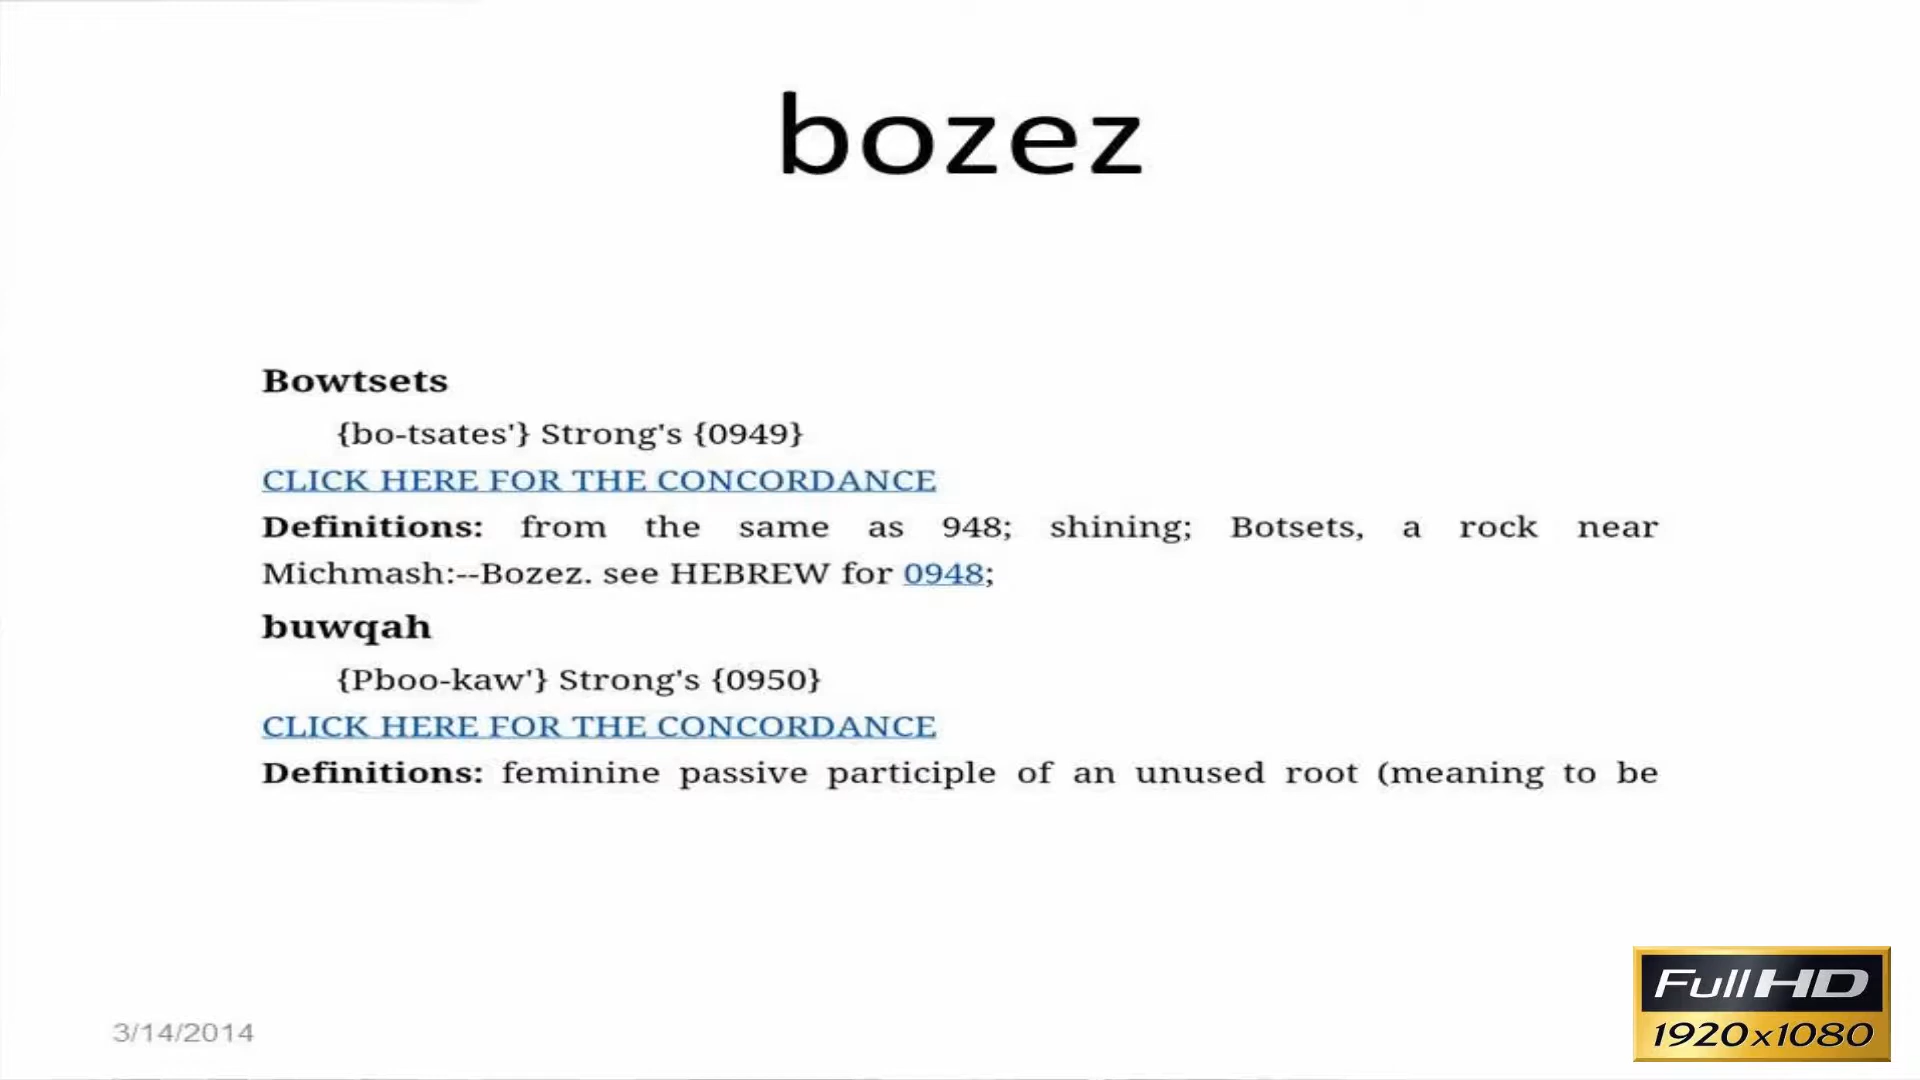 bozez
Bowtsets
{bo-tsates'} Strong's {0949}
CLICK HERE FOR THE CONCORDANCE
Definitions: from the same as 948; shining; Botsets, a rock near
Michmash:--Bozez. see HEBREW for 0948;
buwqah
{Pboo-kaw'} Strong's {0950}
CLICK HERE FOR THE CONCORDANCE
Definitions: feminine passive participle of an unused root (meaning to be
3/14/2014
Full HD
1920x1080